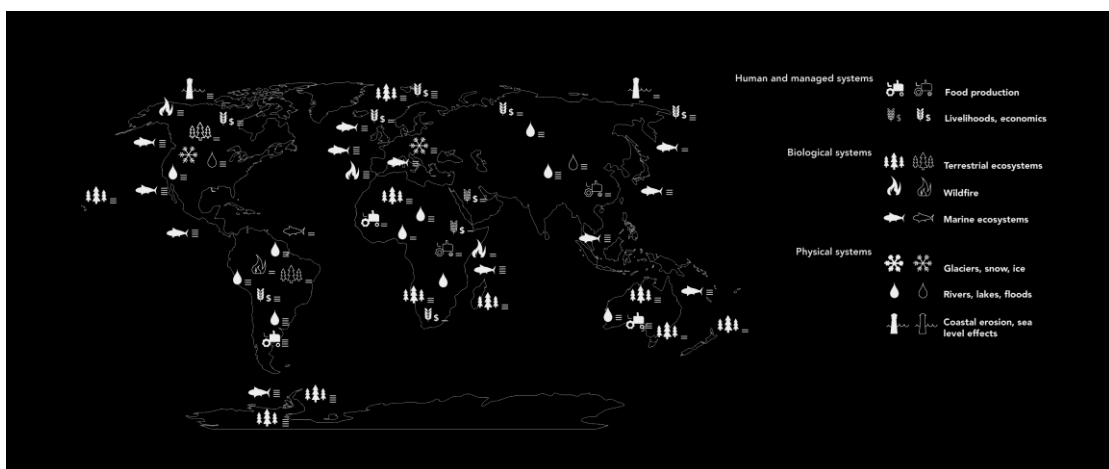 Human and managed systems
Food production
Livelihoods, economics
Biological systems
Terrestrial ecosystems
Wildfire
Marine ecosystems
Physical systems
Glaciers, snow, ice
Rivers, lakes, floods
Coastal erosion, sea
level effects